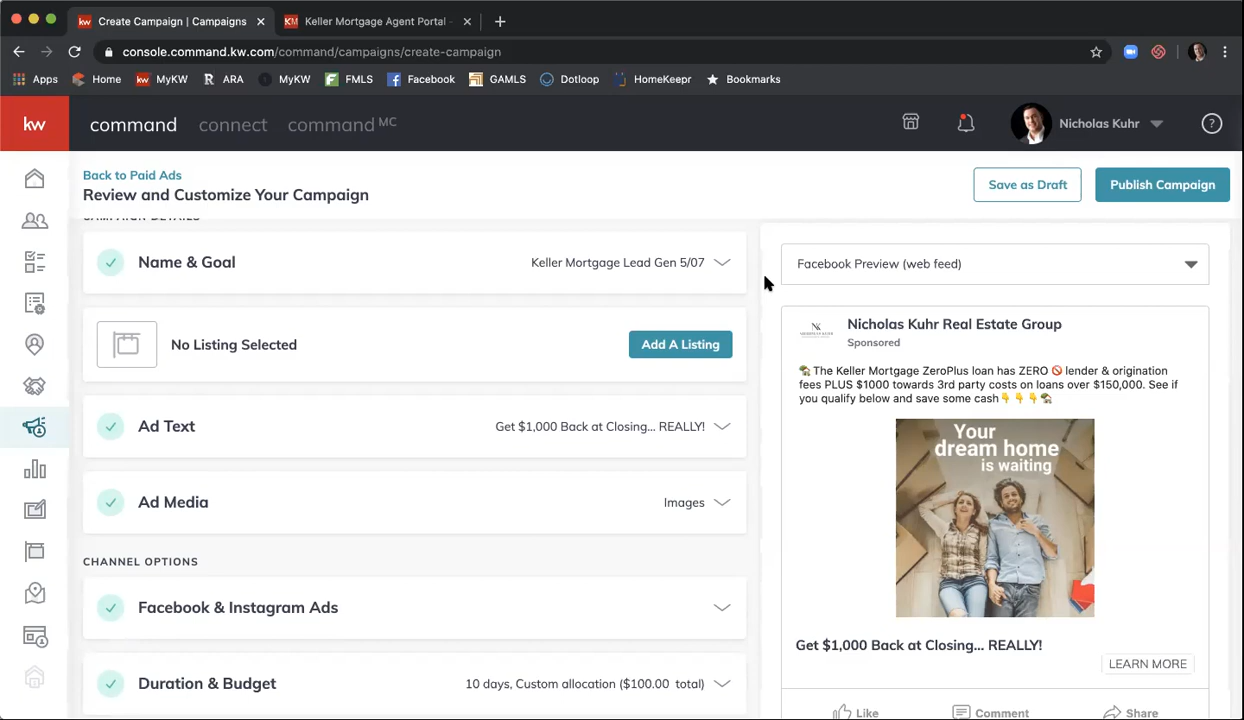 Create Campaign | Campaigns
Keller Mortgage Agent Portal -
console.command.kw.com/command/campaigns/create-campaign
Apps
Home
kw MyKW
R ARA
MyKW
FMLS
Facebook
GAMLS
Dotloop
HomeKeepr
Bookmarks
kw
command
connect
command MC
Nicholas Kuhr
Back to Paid Ads
Review and Customize Your Campaign
Save as Draft
Publish Campaign
CAMPAIGN DETAILS
Name & Goal
Keller Mortgage Lead Gen 5/07
No Listing Selected
Add A Listing
Ad Text
Get $1,000 Back at Closing... REALLY!
Ad Media
Images
CHANNEL OPTIONS
Facebook & Instagram Ads
Duration & Budget
10 days, Custom allocation ($100.00 total)
Facebook Preview (web feed)
Nicholas Kuhr Real Estate Group
Sponsored
🏡The Keller Mortgage ZeroPlus loan has ZERO 🚫 lender & origination
fees PLUS $1000 towards 3rd party costs on loans over $150,000. See if
you qualify below and save some cash👇👇👇🏡
Your
dream home
is waiting
Get $1,000 Back at Closing... REALLY!
LEARN MORE
Like
Comment
Share